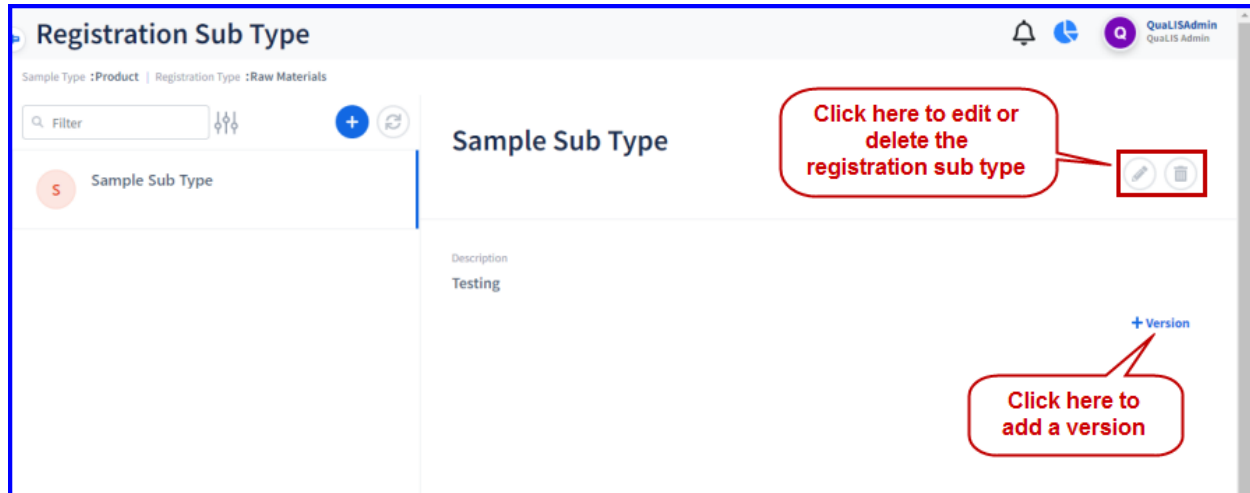 Registration Sub Type
Q
QuaLISAdmin
QuaLIS Admin
Sample Type :Product | Registration Type :Raw Materials
Filter
+
S
Sample Sub Type
Sample Sub Type
Click here to edit or
delete the
registration sub type
Description
Testing
+ Version
Click here to
add a version